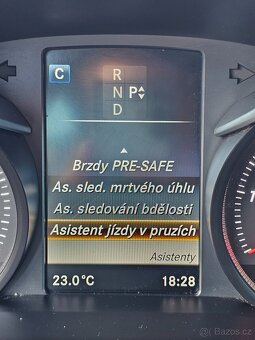 C
R
N P
D
Brzdy PRE-SAFE
As. sled. mrtvého úhlu
As. sledování bdělosti
Asistent jízdy v pruzích
Asistenty
23.0°C 18:28
Bazos.cz